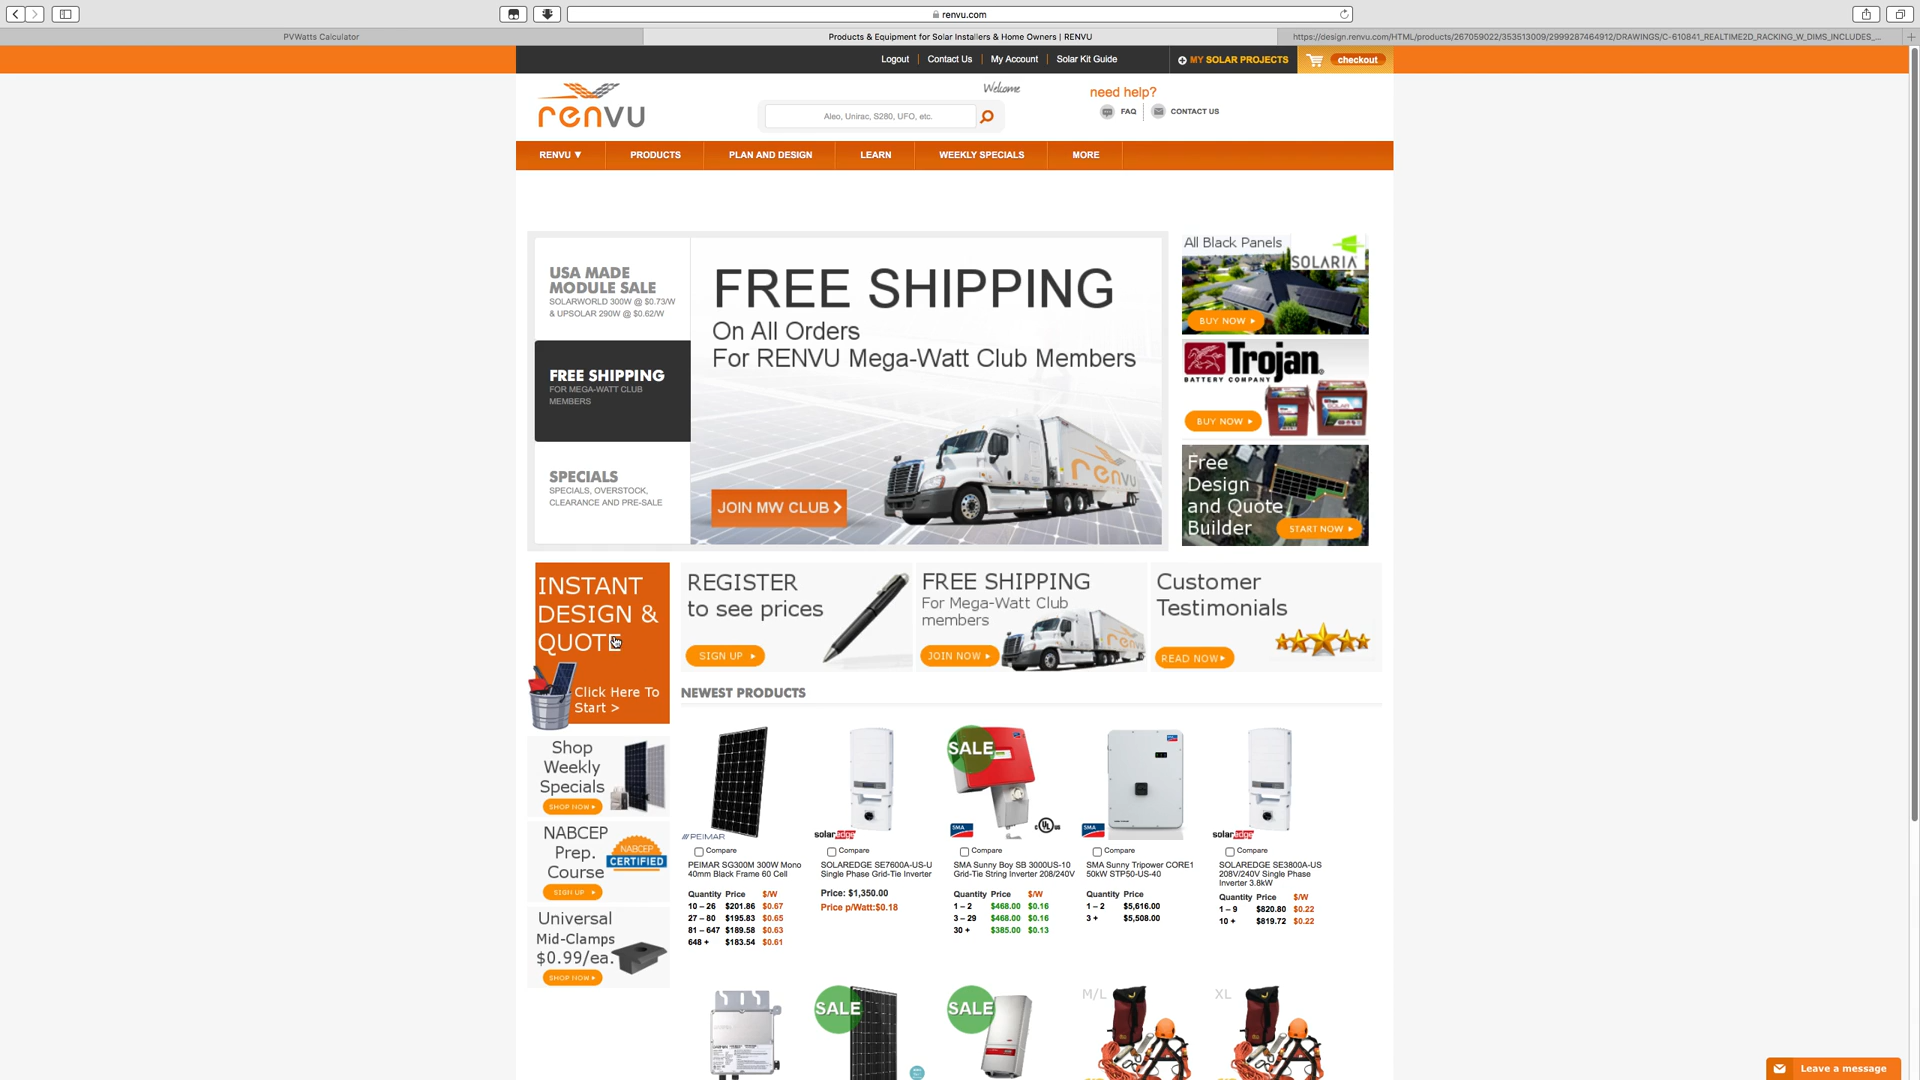 renvu.com
PVWatts Calculator
Products & Equipment for Solar Installers & Home Owners | RENVU
https://design.renvu.com/HTML/products/267059022/353513009/2999287464912/DRAWINGS/C-610841_REALTIME2D_RACKING_W_DIMS_INCLUDES_...
Logout
Contact Us
My Account
Solar Kit Guide
MY SOLAR PROJECTS
checkout
renvu
Welcome
Aleo, Unirac, S280, UFO, etc.
need help?
FAQ
CONTACT US
RENVU ▼
PRODUCTS
PLAN AND DESIGN
LEARN
WEEKLY SPECIALS
MORE
USA MADE
MODULE SALE
SOLARWORLD 300W @ $0.73/W
& UPSOLAR 290W @ $0.62/W
FREE SHIPPING
FOR MEGA-WATT CLUB
MEMBERS
SPECIALS
SPECIALS, OVERSTOCK,
CLEARANCE AND PRE-SALE
FREE SHIPPING
On All Orders
For RENVU Mega-Watt Club Members
renvu
JOIN MW CLUB
All Black Panels
SOLARIA
BUY NOW
Trojan
BATTERY COMPANY
BUY NOW
Free
Design
and Quote
Builder
START NOW
INSTANT
DESIGN &
QUOTE
Click Here To
Start >
REGISTER
to see prices
SIGN UP
FREE SHIPPING
For Mega-Watt Club
members
JOIN NOW
Customer
Testimonials
READ NOW
Shop
Weekly
Specials
SHOP NOW
NABCEP
Prep.
Course
NABCEP
CERTIFIED
SIGN UP
Universal
Mid-Clamps
$0.99/ea.
SHOP NOW
NEWEST PRODUCTS
PEIMAR
Compare
PEIMAR SG300M 300W Mono
40mm Black Frame 60 Cell
Quantity Price $/W
10 – 26 $201.86 $0.67
27 – 80 $195.83 $0.65
81 – 647 $189.58 $0.63
648 + $183.54 $0.61
solaredge
Compare
SOLAREDGE SE7600A-US-U
Single Phase Grid-Tie Inverter
Price: $1,350.00
Price p/Watt:$0.18
SALE
SMA
UL
Compare
SMA Sunny Boy SB 3000US-10
Grid-Tie String Inverter 208/240V
Quantity Price $/W
1 – 2 $468.00 $0.16
3 – 29 $468.00 $0.16
30 + $385.00 $0.13
SMA
Compare
SMA Sunny Tripower CORE1
50kW STP50-US-40
Quantity Price
1 – 2 $5,616.00
3 + $5,508.00
solaredge
Compare
SOLAREDGE SE3800A-US
208V/240V Single Phase
Inverter 3.8kW
Quantity Price $/W
1 – 9 $820.80 $0.22
10 + $819.72 $0.22
SALE
SALE
M/L
XL
Leave a message